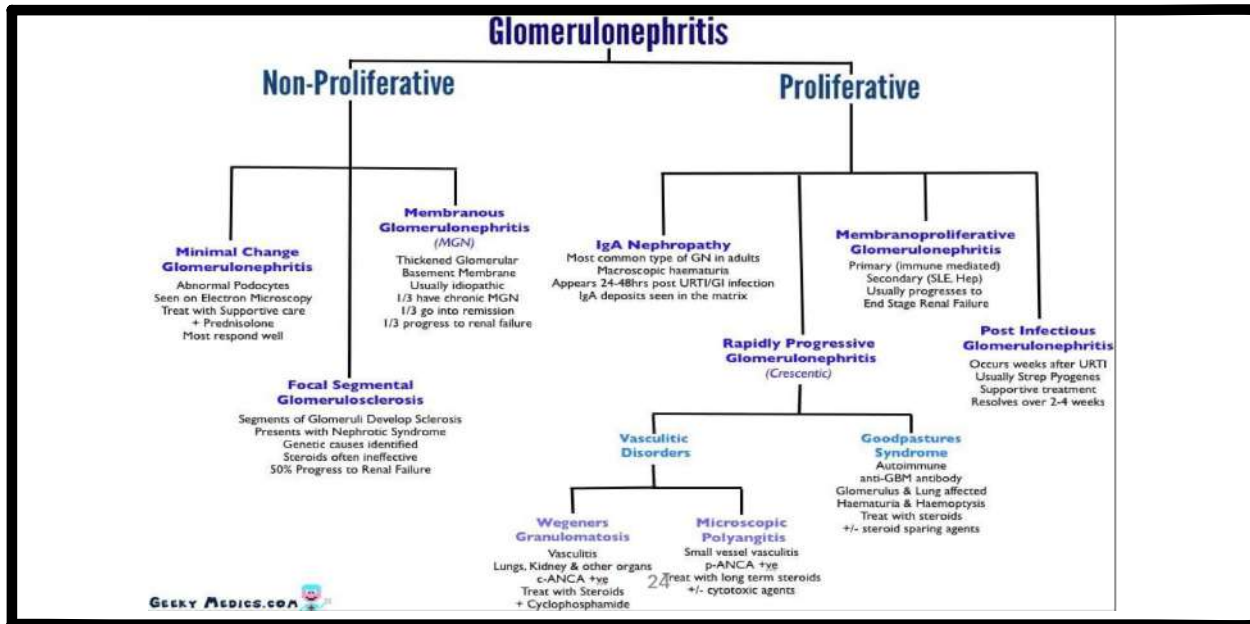 Glomerulonephritis
Non-Proliferative
Proliferative
Minimal Change
Glomerulonephritis
Abnormal Podocytes
Seen on Electron Microscopy
Treat with Supportive care
+ Prednisolone
Most respond well
Membranous
Glomerulonephritis
(MGN)
Thickened Glomerular
Basement Membrane
Usually idiopathic
1/3 have chronic MGN
1/3 go into remission
1/3 progress to renal failure
Focal Segmental
Glomerulosclerosis
Segments of Glomeruli Develop Sclerosis
Presents with Nephrotic Syndrome
Genetic causes identified
Steroids often ineffective
50% Progress to Renal Failure
IgA Nephropathy
Most common type of GN in adults
Macroscopic haematuria
Appears 24-48hrs post URTI/GI infection
IgA deposits seen in the matrix
Membranoproliferative
Glomerulonephritis
Primary (immune mediated)
Secondary (SLE, Hep)
Usually progresses to
End Stage Renal Failure
Post Infectious
Glomerulonephritis
Occurs weeks after URTI
Usually Strep Pyogenes
Supportive treatment
Resolves over 2-4 weeks
Rapidly Progressive
Glomerulonephritis
(Crescentic)
Vasculitic
Disorders
Goodpastures
Syndrome
Autoimmune
anti-GBM antibody
Glomerulus & Lung affected
Haematuria & Haemoptysis
Treat with steroids
+/- steroid sparing agents
Wegeners
Granulomatosis
Vasculitis
Lungs, Kidney & other organs
c-ANCA +ve
Treat with Steroids
+ Cyclophosphamide
Microscopic
Polyangitis
Small vessel vasculitis
p-ANCA +ve
Treat with long term steroids
+/- cytotoxic agents
24
Geeky Medics.com